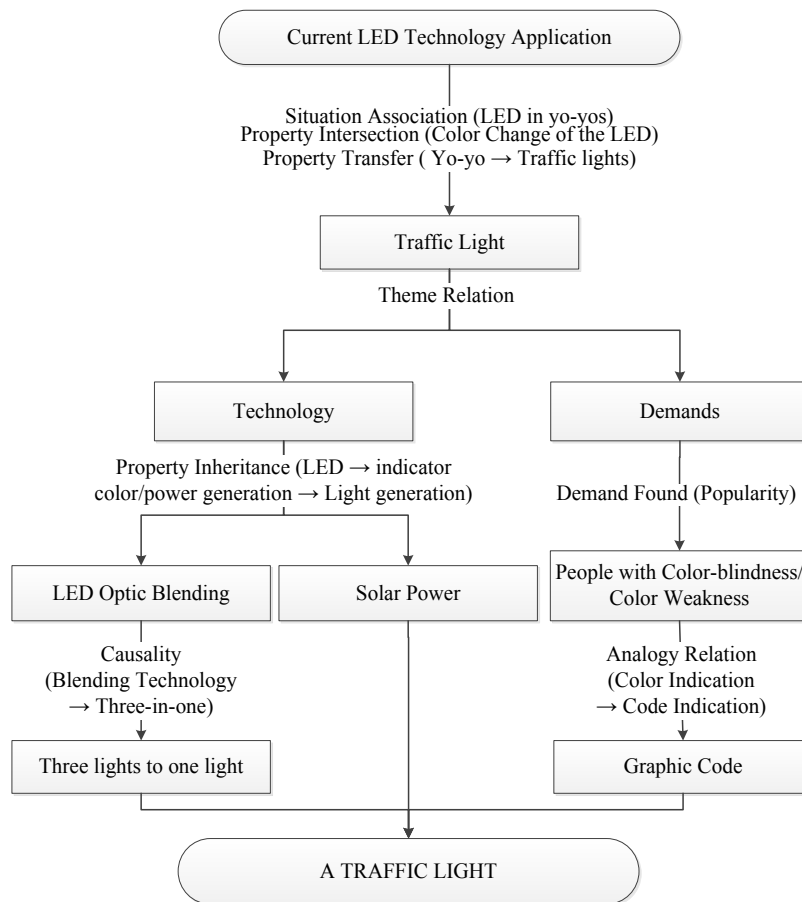 Current LED Technology Application
Situation Association (LED in yo-yos)
Property Intersection (Color Change of the LED)
Property Transfer ( Yo-yo → Traffic lights)
Traffic Light
Theme Relation
Technology
Demands
Property Inheritance (LED → indicator
color/power generation → Light generation)
Demand Found (Popularity)
LED Optic Blending
Solar Power
People with Color-blindness/
Color Weakness
Causality
(Blending Technology
→ Three-in-one)
Analogy Relation
(Color Indication
→ Code Indication)
Three lights to one light
Graphic Code
A TRAFFIC LIGHT